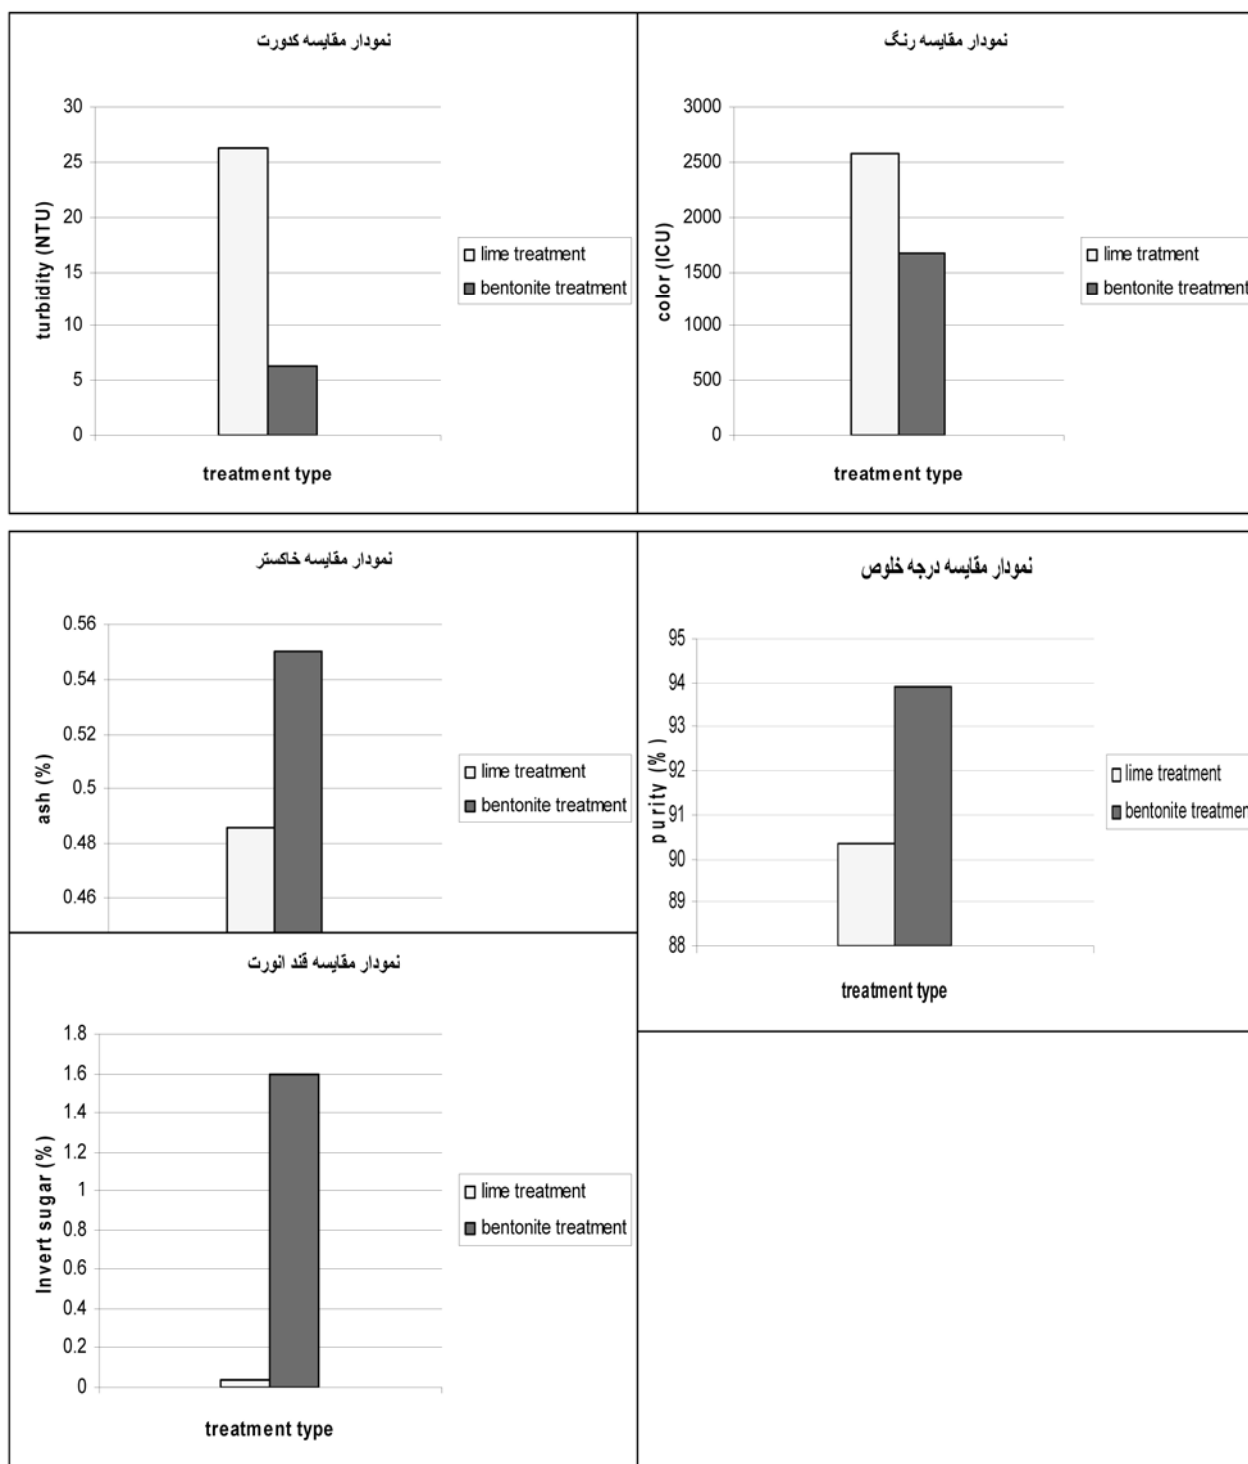 نمودار مقایسه کدورت
30
25
20
15
10
5
0
turbidity (NTU)
treatment type
lime treatment
bentonite treatment
نمودار مقایسه رنگ
3000
2500
2000
1500
1000
500
0
color (ICU)
treatment type
lime tratment
bentonite treatment
نمودار مقایسه خاکستر
0.56
0.54
0.52
0.5
0.48
0.46
ash (%)
lime treatment
bentonite treatment
نمودار مقایسه درجه خلوص
95
94
93
92
91
90
89
88
purity (% )
treatment type
lime treatment
bentonite treatment
نمودار مقایسه قند انورت
1.8
1.6
1.4
1.2
1
0.8
0.6
0.4
0.2
0
Invert sugar (%)
treatment type
lime treatment
bentonite treatment